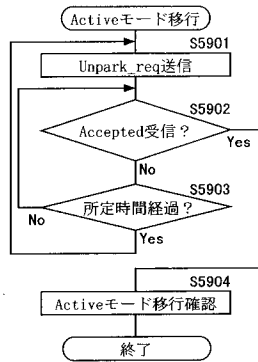 Activeモード移行
S5901
Unpark_req送信
S5902
Accepted受信？
Yes
No
S5903
所定時間経過？
No
Yes
S5904
Activeモード移行確認
終了